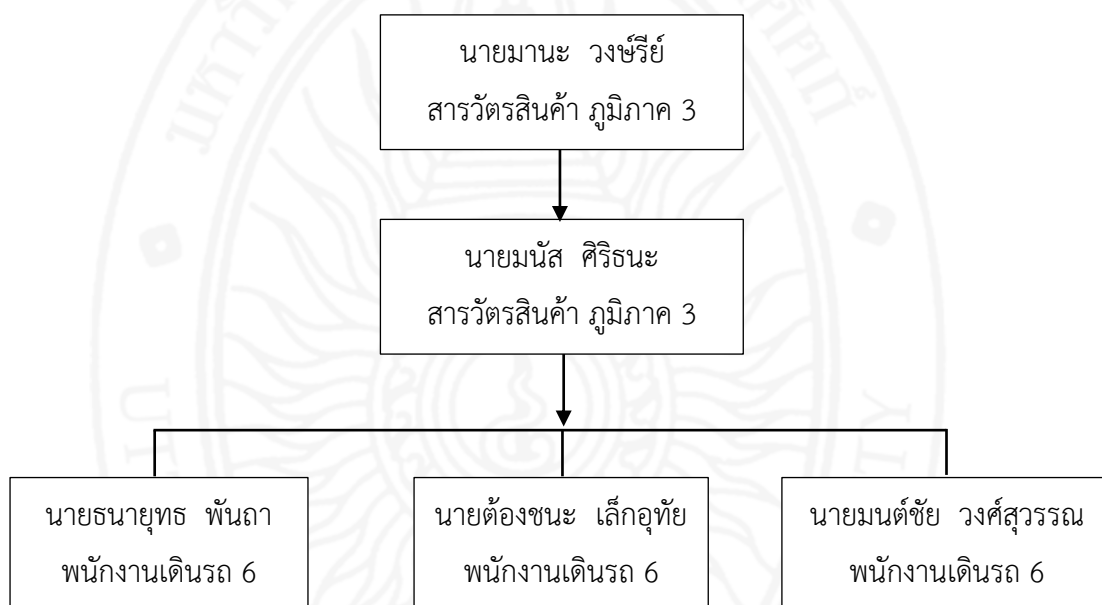 นายมานะ วงษ์รีย์
สารวัตรสินค้า ภูมิภาค 3
นายมนัส ศิริธนะ
สารวัตรสินค้า ภูมิภาค 3
นายธนายุทธ พันถา
พนักงานเดินรถ 6
นายต้องชนะ เล็กอุทัย
พนักงานเดินรถ 6
นายมนต์ชัย วงศ์สุวรรณ
พนักงานเดินรถ 6